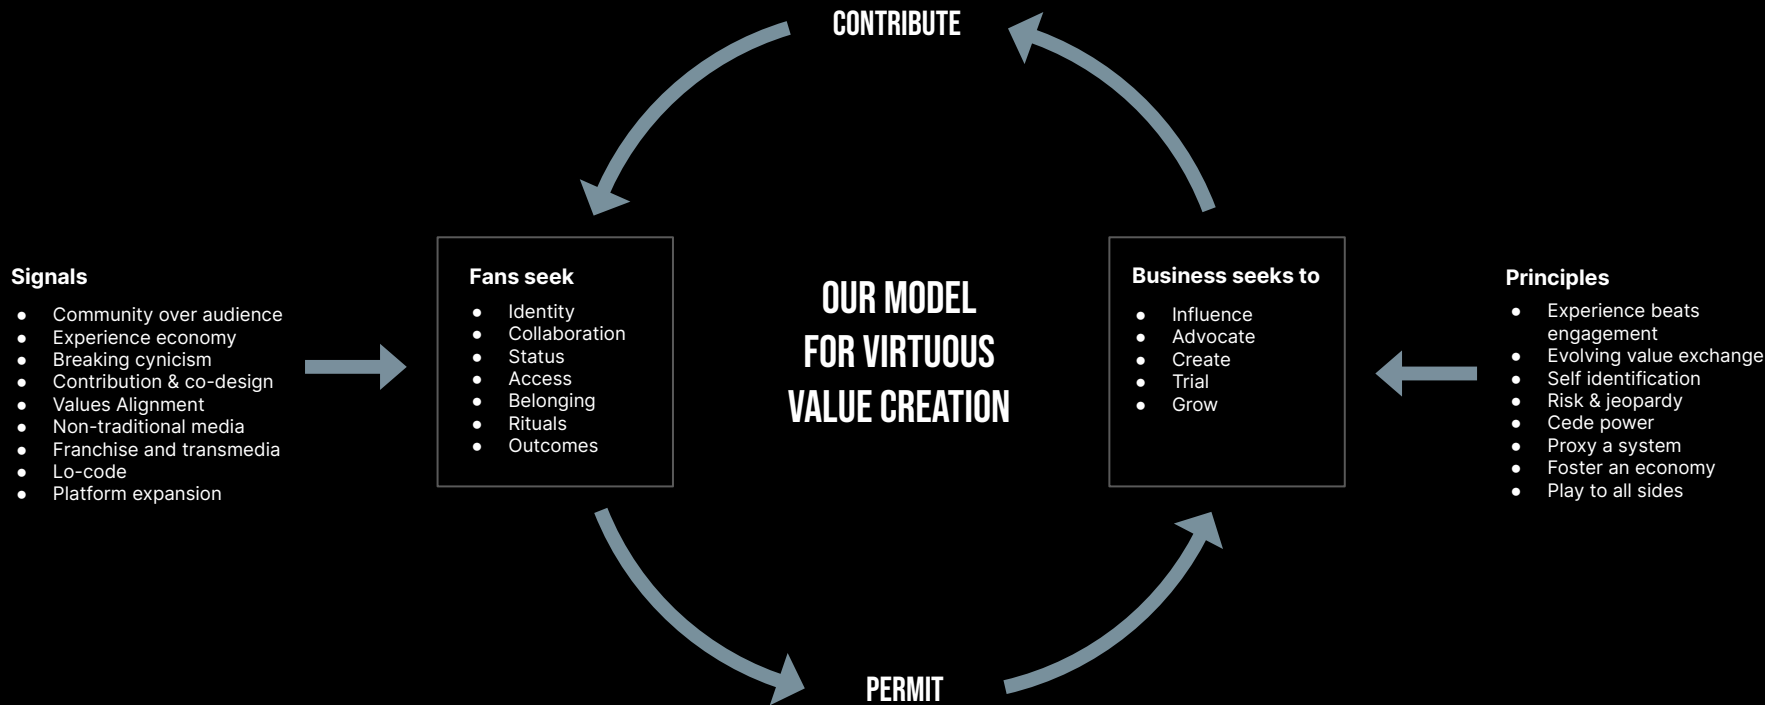 CONTRIBUTE
Signals
● Community over audience
● Experience economy
● Breaking cynicism
● Contribution & co-design
● Values Alignment
● Non-traditional media
● Franchise and transmedia
● Lo-code
● Platform expansion
Fans seek
● Identity
● Collaboration
● Status
● Access
● Belonging
● Rituals
● Outcomes
OUR MODEL
FOR VIRTUOUS
VALUE CREATION
Business seeks to
● Influence
● Advocate
● Create
● Trial
● Grow
Principles
● Experience beats
engagement
● Evolving value exchange
● Self identification
● Risk & jeopardy
● Cede power
● Proxy a system
● Foster an economy
● Play to all sides
PERMIT